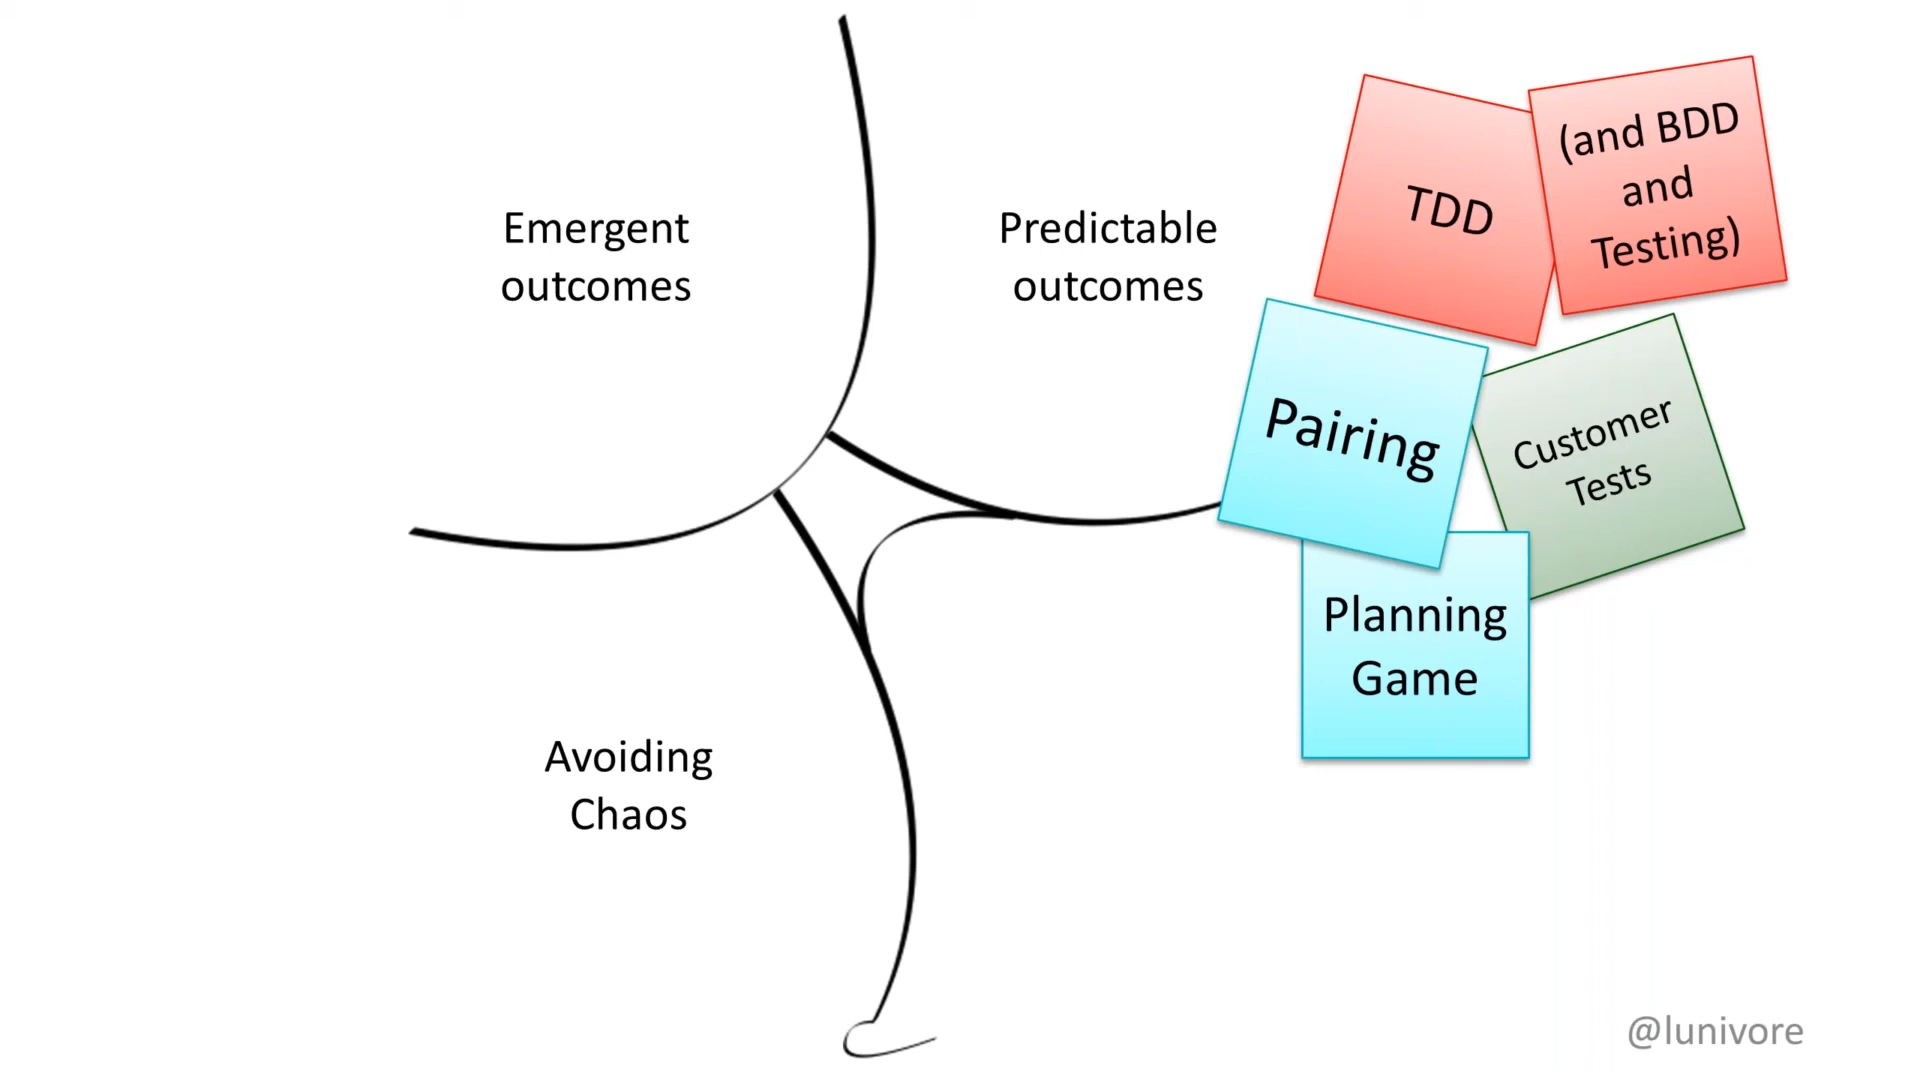 Emergent
outcomes
Predictable
outcomes
TDD
(and BDD
and
Testing)
Pairing
Customer
Tests
Planning
Game
Avoiding
Chaos
@lunivore